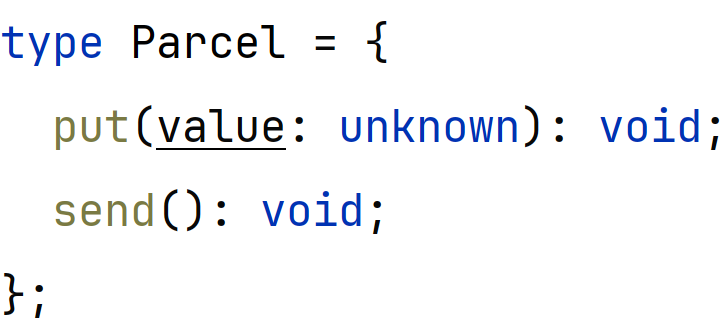 type Parcel = {
  put(value: unknown): void;
  send(): void;
};